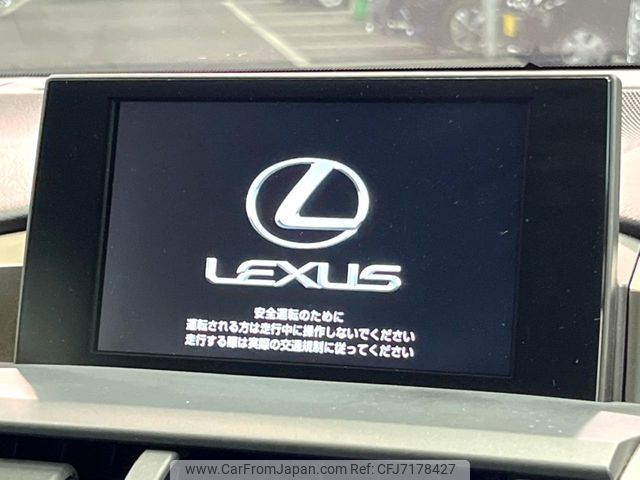 LEXUS
安全運転のために
運転される方は走行中に操作しないでください
走行する際は実際の交通規制に従ってください
www.CarFromJapan.com ID:CFJ7178427